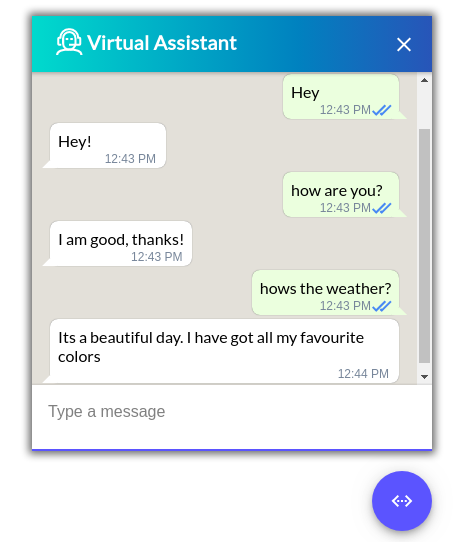 Virtual Assistant
Hey
12:43 PM
Hey!
12:43 PM
how are you?
12:43 PM
I am good, thanks!
12:43 PM
hows the weather?
12:43 PM
Its a beautiful day. I have got all my favourite
colors
12:44 PM
Type a message